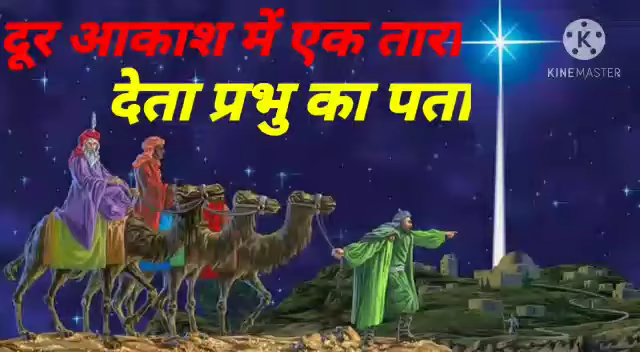 दूर आकाश में एक तारा
देता प्रभु का पता
K
KINEMASTER